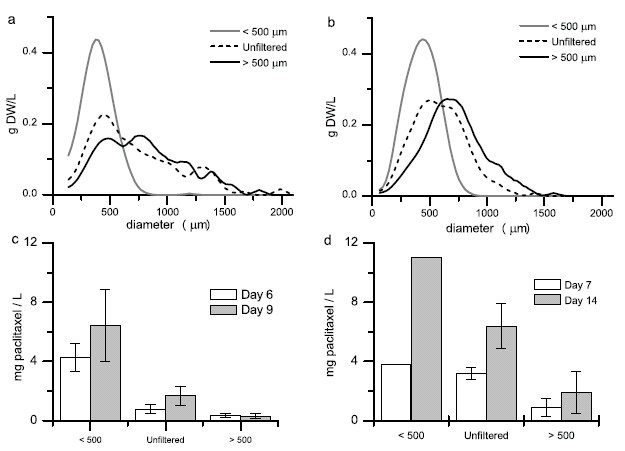 a
< 500 µm
Unfiltered
> 500 µm
0.4
0.2
0.0
g DW/L
0 500 1000 1500 2000
diameter ( µm)
b
< 500 µm
Unfiltered
> 500 µm
0.4
0.2
0.0
g DW/L
0 500 1000 1500 2000
diameter ( µm)
c
12
8
4
0
mg paclitaxel / L
Day 6
Day 9
< 500 Unfiltered > 500
d
12
8
4
0
mg paclitaxel / L
Day 7
Day 14
< 500 Unfiltered > 500